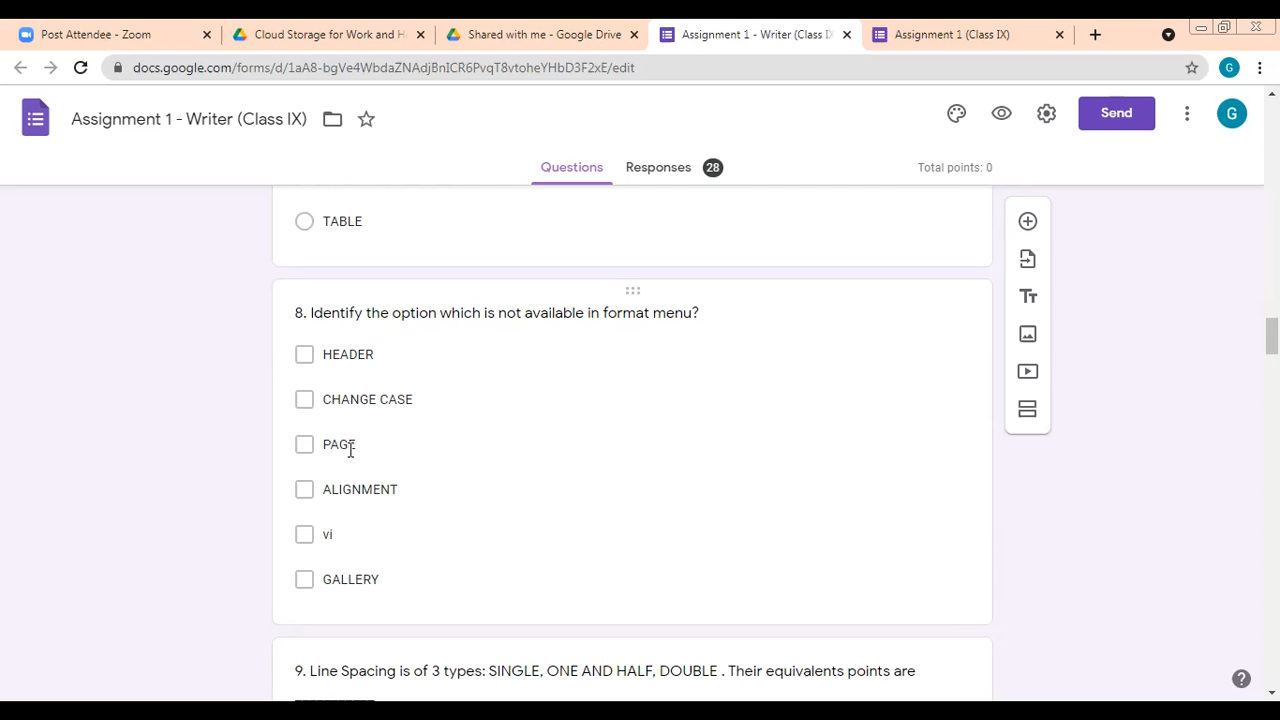 Post Attendee - Zoom
Cloud Storage for Work and H
Shared with me - Google Drive
Assignment 1 - Writer (Class IX
Assignment 1 (Class IX)
docs.google.com/forms/d/1aA8-bgVe4WbdaZNAdjBnICR6PvqT8vtoheYHbD3F2xE/edit
G
Assignment 1 - Writer (Class IX)
Send
G
Questions
Responses 28
Total points: 0
TABLE
8. Identify the option which is not available in format menu?
HEADER
CHANGE CASE
PAGE
ALIGNMENT
vi
GALLERY
9. Line Spacing is of 3 types: SINGLE, ONE AND HALF, DOUBLE . Their equivalents points are